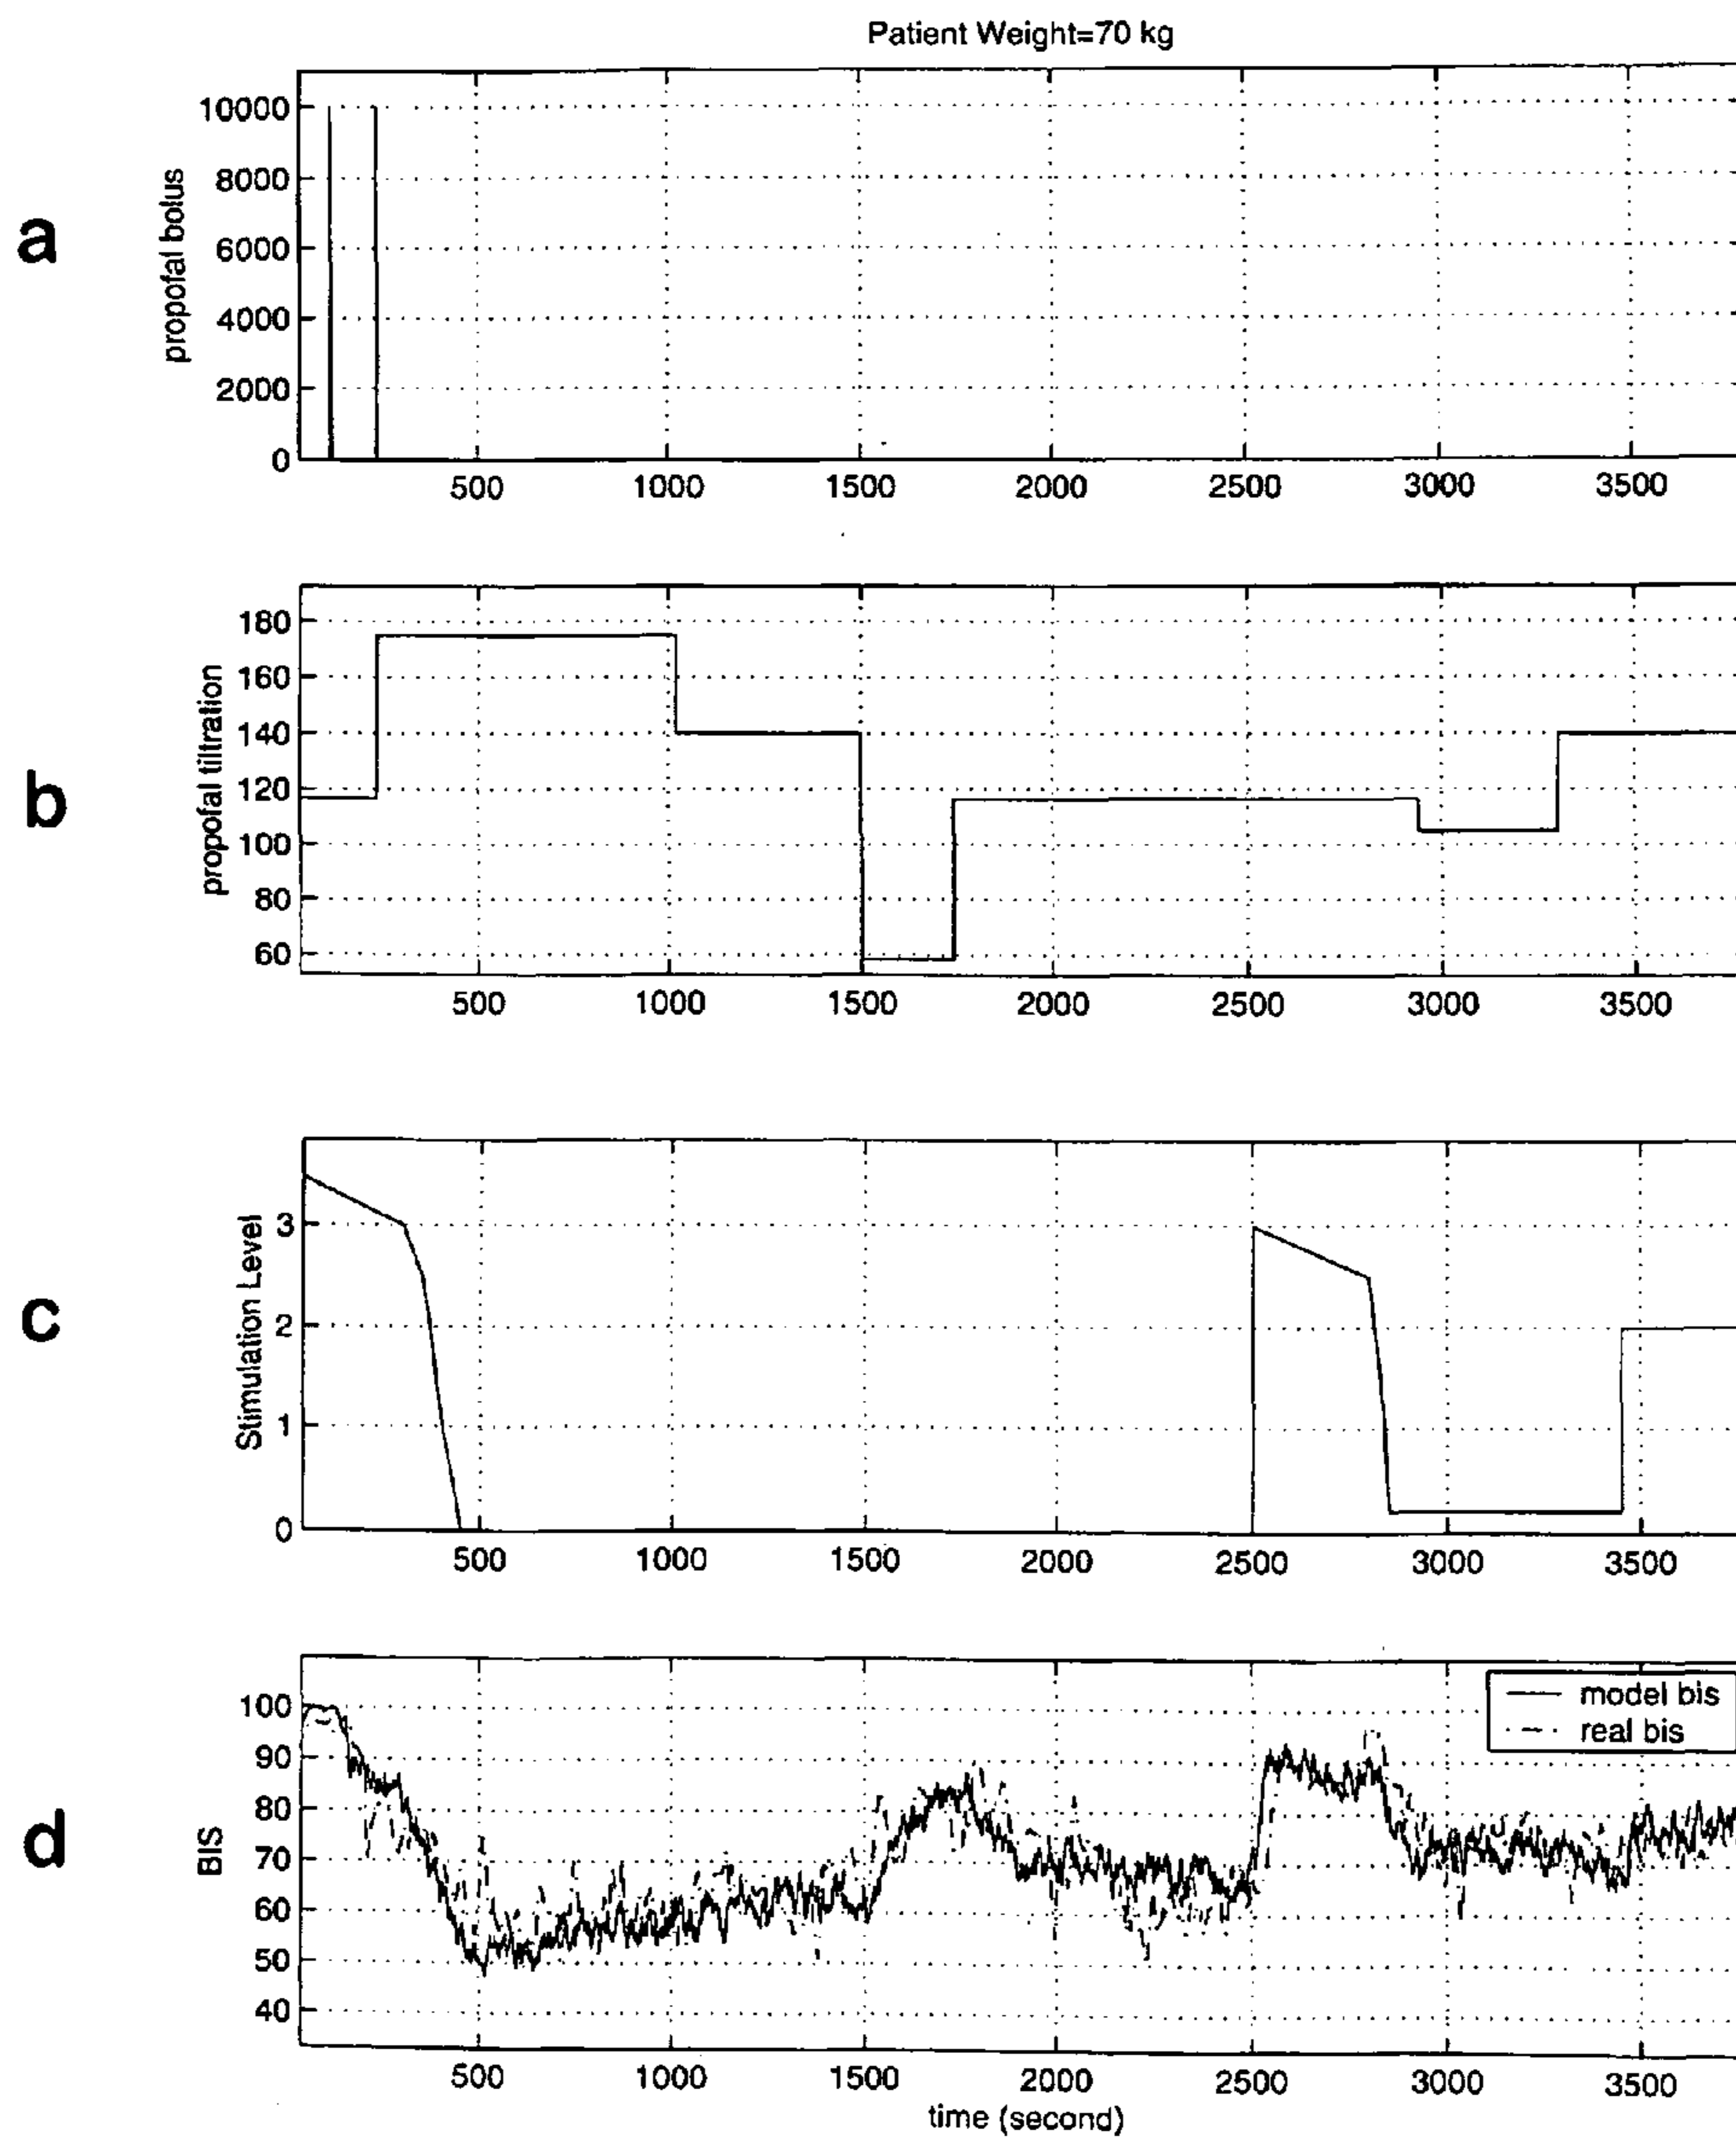 Patient Weight=70 kg
a
propofal bolus
10000
8000
6000
4000
2000
0
500 1000 1500 2000 2500 3000 3500
b
propofal tiltration
180
160
140
120
100
80
60
500 1000 1500 2000 2500 3000 3500
c
Stimulation Level
3
2
1
0
500 1000 1500 2000 2500 3000 3500
d
BIS
100
90
80
70
60
50
40
model bis
real bis
500 1000 1500 2000 2500 3000 3500
time (second)